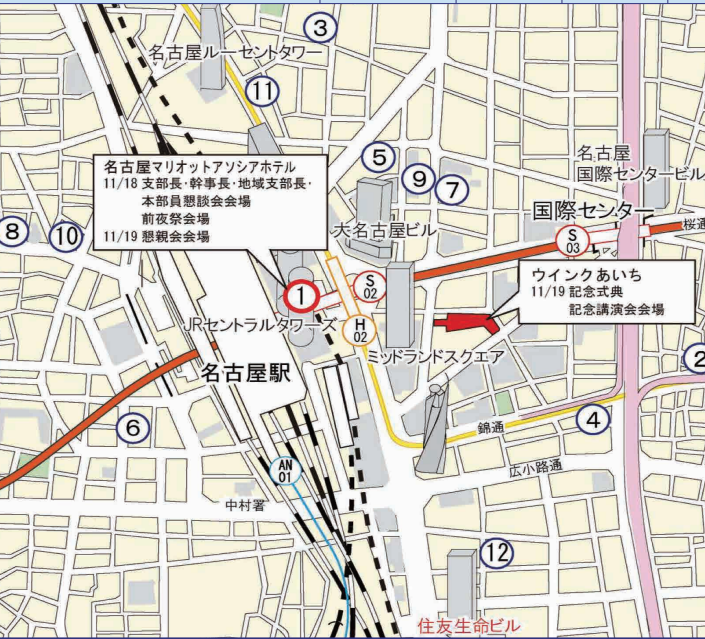 ③
名古屋ルーセントタワー
⑪
名古屋マリオットアソシアホテル
11/18 支部長・幹事長・地域支部長・
本部員懇談会会場
前夜祭会場
11/19 懇親会会場
⑤
⑨
⑦
名古屋
国際センタービル
国際センター
⑧
⑩
大名古屋ビル
S
03
桜通
①
S
02
ウインクあいち
11/19 記念式典
記念講演会会場
JRセントラルタワーズ
H
02
ミッドランドスクエア
名古屋駅
②
⑥
④
錦通
AN
01
広小路通
中村署
⑫
住友生命ビル